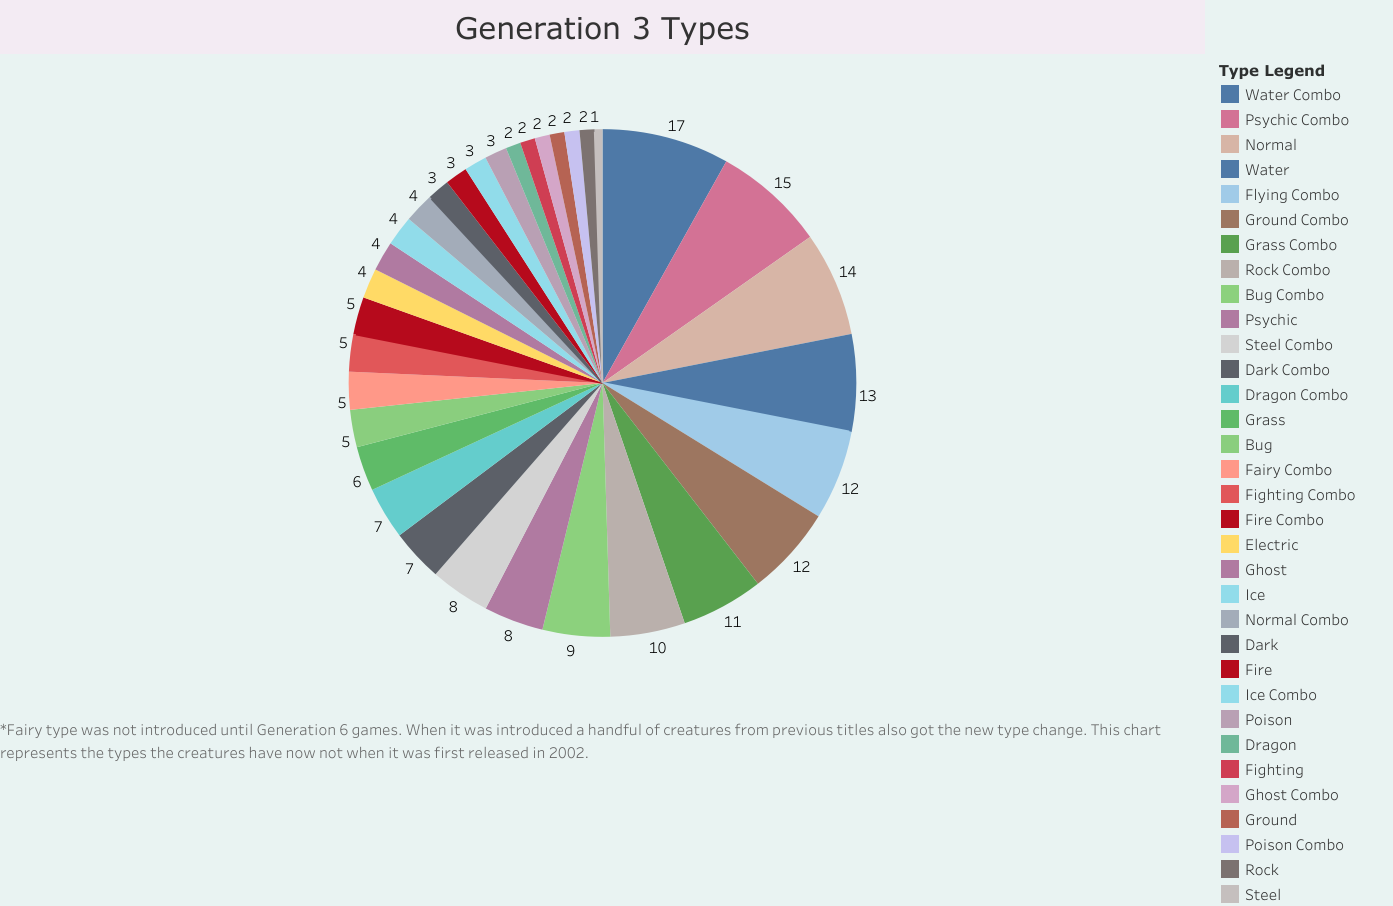 Generation 3 Types
17
15
14
13
12
12
11
10
9
8
8
7
7
6
5
5
5
5
4
4
4
4
3
3
3
3
2
2
2
2
2
2
1
Type Legend
Water Combo
Psychic Combo
Normal
Water
Flying Combo
Ground Combo
Grass Combo
Rock Combo
Bug Combo
Psychic
Steel Combo
Dark Combo
Dragon Combo
Grass
Bug
Fairy Combo
Fighting Combo
Fire Combo
Electric
Ghost
Ice
Normal Combo
Dark
Fire
Ice Combo
Poison
Dragon
Fighting
Ghost Combo
Ground
Poison Combo
Rock
Steel
*Fairy type was not introduced until Generation 6 games. When it was introduced a handful of creatures from previous titles also got the new type change. This chart
represents the types the creatures have now not when it was first released in 2002.